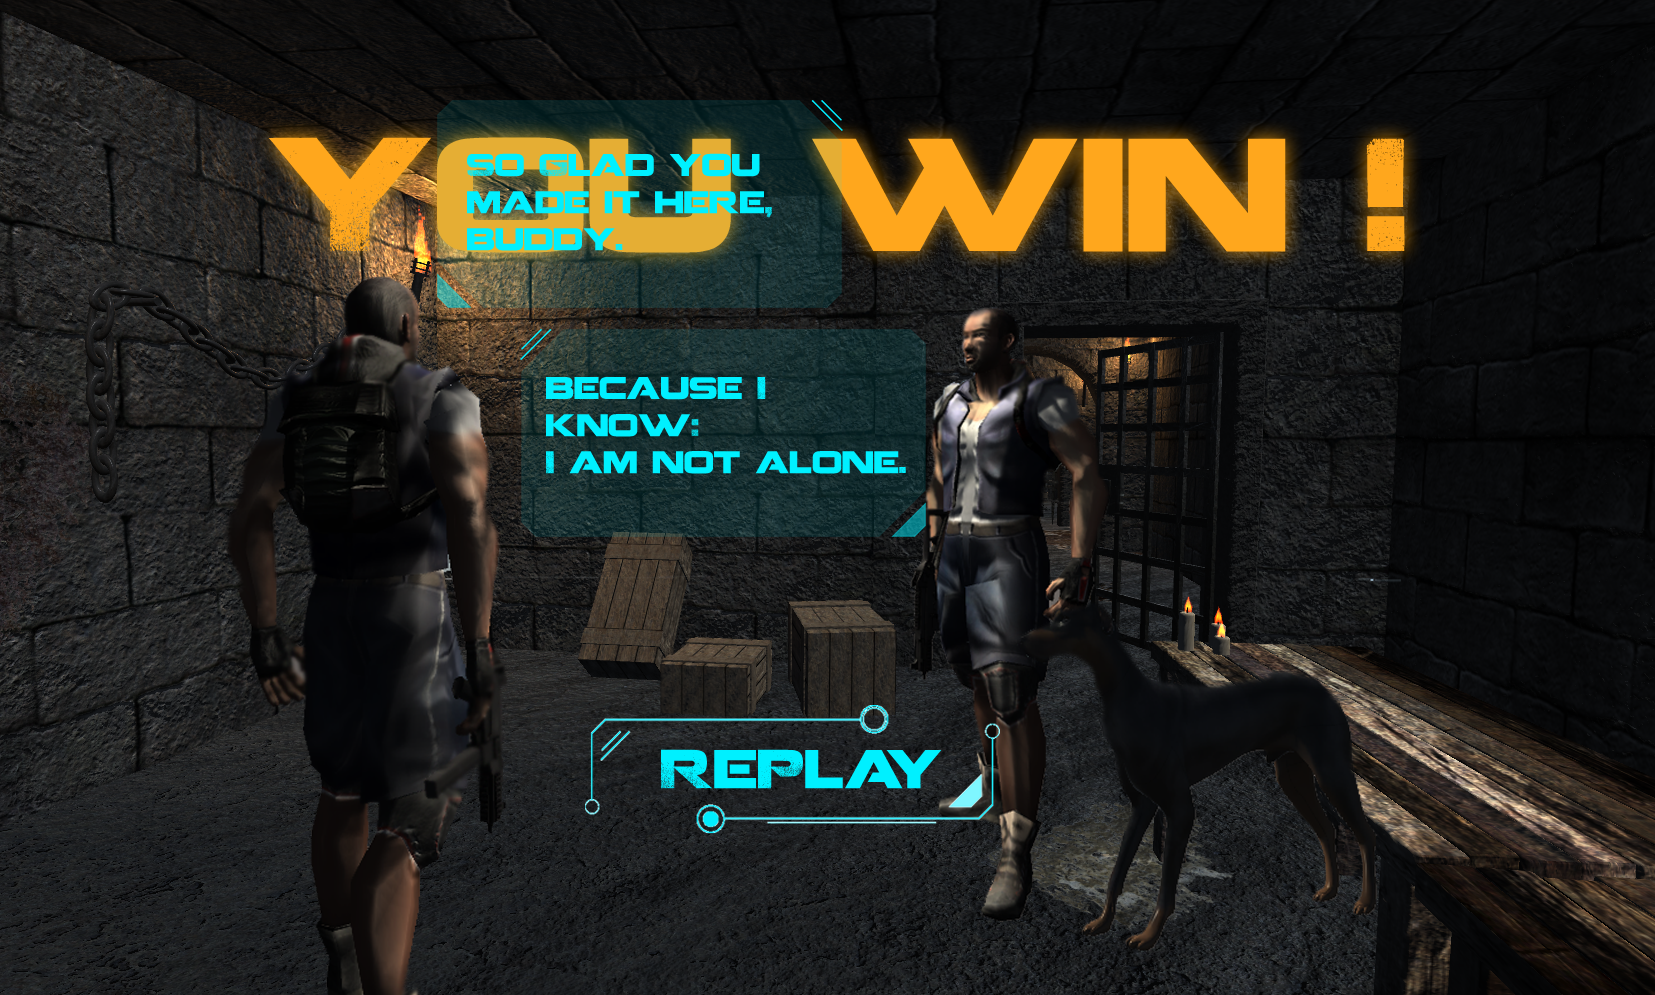 YOU WIN !
SO GLAD YOU
MADE IT HERE,
BUDDY.
BECAUSE I
KNOW:
I AM NOT ALONE.
REPLAY